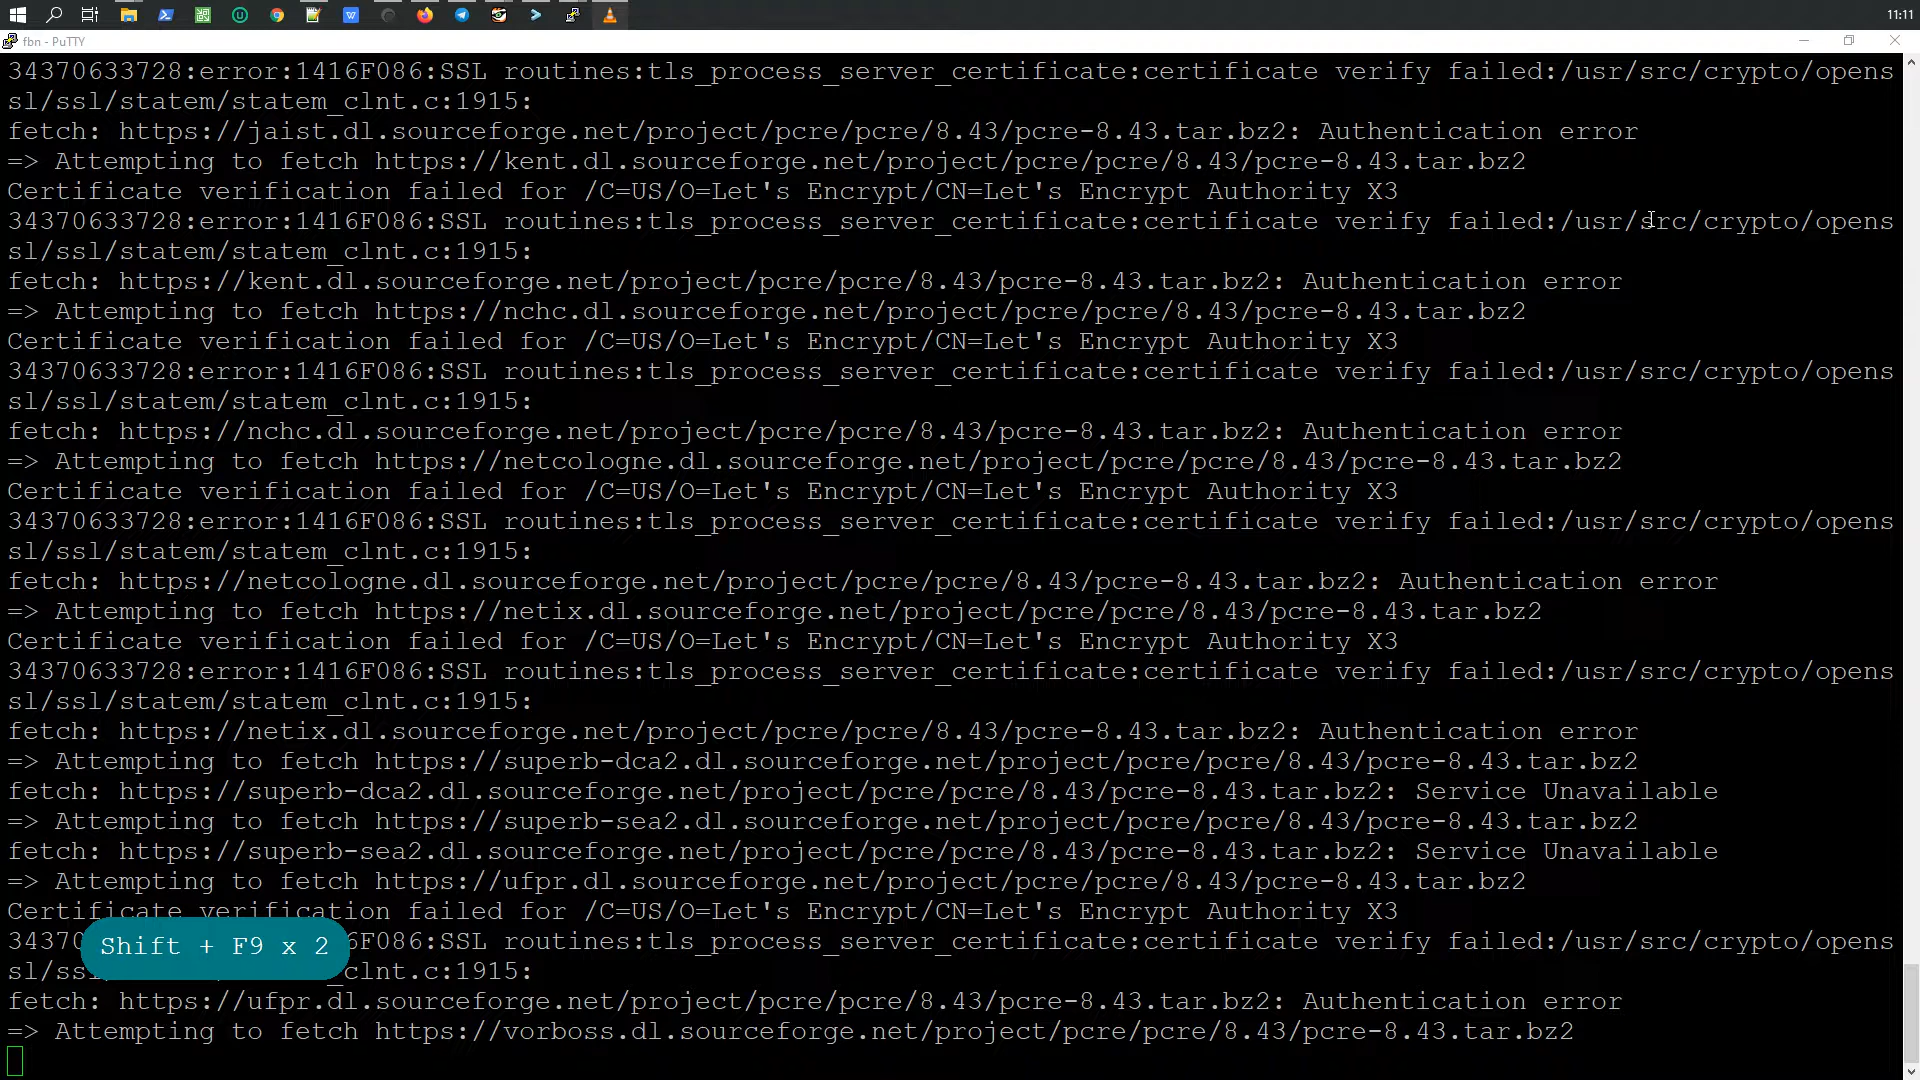 11:11
fbn - PuTTY
34370633728:error:1416F086:SSL routines:tls_process_server_certificate:certificate verify failed:/usr/src/crypto/opens
sl/ssl/statem/statem_clnt.c:1915:
fetch: https://jaist.dl.sourceforge.net/project/pcre/pcre/8.43/pcre-8.43.tar.bz2: Authentication error
=> Attempting to fetch https://kent.dl.sourceforge.net/project/pcre/pcre/8.43/pcre-8.43.tar.bz2
Certificate verification failed for /C=US/O=Let's Encrypt/CN=Let's Encrypt Authority X3
34370633728:error:1416F086:SSL routines:tls_process_server_certificate:certificate verify failed:/usr/src/crypto/opens
sl/ssl/statem/statem_clnt.c:1915:
fetch: https://kent.dl.sourceforge.net/project/pcre/pcre/8.43/pcre-8.43.tar.bz2: Authentication error
=> Attempting to fetch https://nchc.dl.sourceforge.net/project/pcre/pcre/8.43/pcre-8.43.tar.bz2
Certificate verification failed for /C=US/O=Let's Encrypt/CN=Let's Encrypt Authority X3
34370633728:error:1416F086:SSL routines:tls_process_server_certificate:certificate verify failed:/usr/src/crypto/opens
sl/ssl/statem/statem_clnt.c:1915:
fetch: https://nchc.dl.sourceforge.net/project/pcre/pcre/8.43/pcre-8.43.tar.bz2: Authentication error
=> Attempting to fetch https://netcologne.dl.sourceforge.net/project/pcre/pcre/8.43/pcre-8.43.tar.bz2
Certificate verification failed for /C=US/O=Let's Encrypt/CN=Let's Encrypt Authority X3
34370633728:error:1416F086:SSL routines:tls_process_server_certificate:certificate verify failed:/usr/src/crypto/opens
sl/ssl/statem/statem_clnt.c:1915:
fetch: https://netcologne.dl.sourceforge.net/project/pcre/pcre/8.43/pcre-8.43.tar.bz2: Authentication error
=> Attempting to fetch https://netix.dl.sourceforge.net/project/pcre/pcre/8.43/pcre-8.43.tar.bz2
Certificate verification failed for /C=US/O=Let's Encrypt/CN=Let's Encrypt Authority X3
34370633728:error:1416F086:SSL routines:tls_process_server_certificate:certificate verify failed:/usr/src/crypto/opens
sl/ssl/statem/statem_clnt.c:1915:
fetch: https://netix.dl.sourceforge.net/project/pcre/pcre/8.43/pcre-8.43.tar.bz2: Authentication error
=> Attempting to fetch https://superb-dca2.dl.sourceforge.net/project/pcre/pcre/8.43/pcre-8.43.tar.bz2
fetch: https://superb-dca2.dl.sourceforge.net/project/pcre/pcre/8.43/pcre-8.43.tar.bz2: Service Unavailable
=> Attempting to fetch https://superb-sea2.dl.sourceforge.net/project/pcre/pcre/8.43/pcre-8.43.tar.bz2
fetch: https://superb-sea2.dl.sourceforge.net/project/pcre/pcre/8.43/pcre-8.43.tar.bz2: Service Unavailable
=> Attempting to fetch https://ufpr.dl.sourceforge.net/project/pcre/pcre/8.43/pcre-8.43.tar.bz2
Certificate verification failed for /C=US/O=Let's Encrypt/CN=Let's Encrypt Authority X3
3437 6F086:SSL routines:tls_process_server_certificate:certificate verify failed:/usr/src/crypto/opens
Shift + F9 x 2
sl/ss clnt.c:1915:
fetch: https://ufpr.dl.sourceforge.net/project/pcre/pcre/8.43/pcre-8.43.tar.bz2: Authentication error
=> Attempting to fetch https://vorboss.dl.sourceforge.net/project/pcre/pcre/8.43/pcre-8.43.tar.bz2